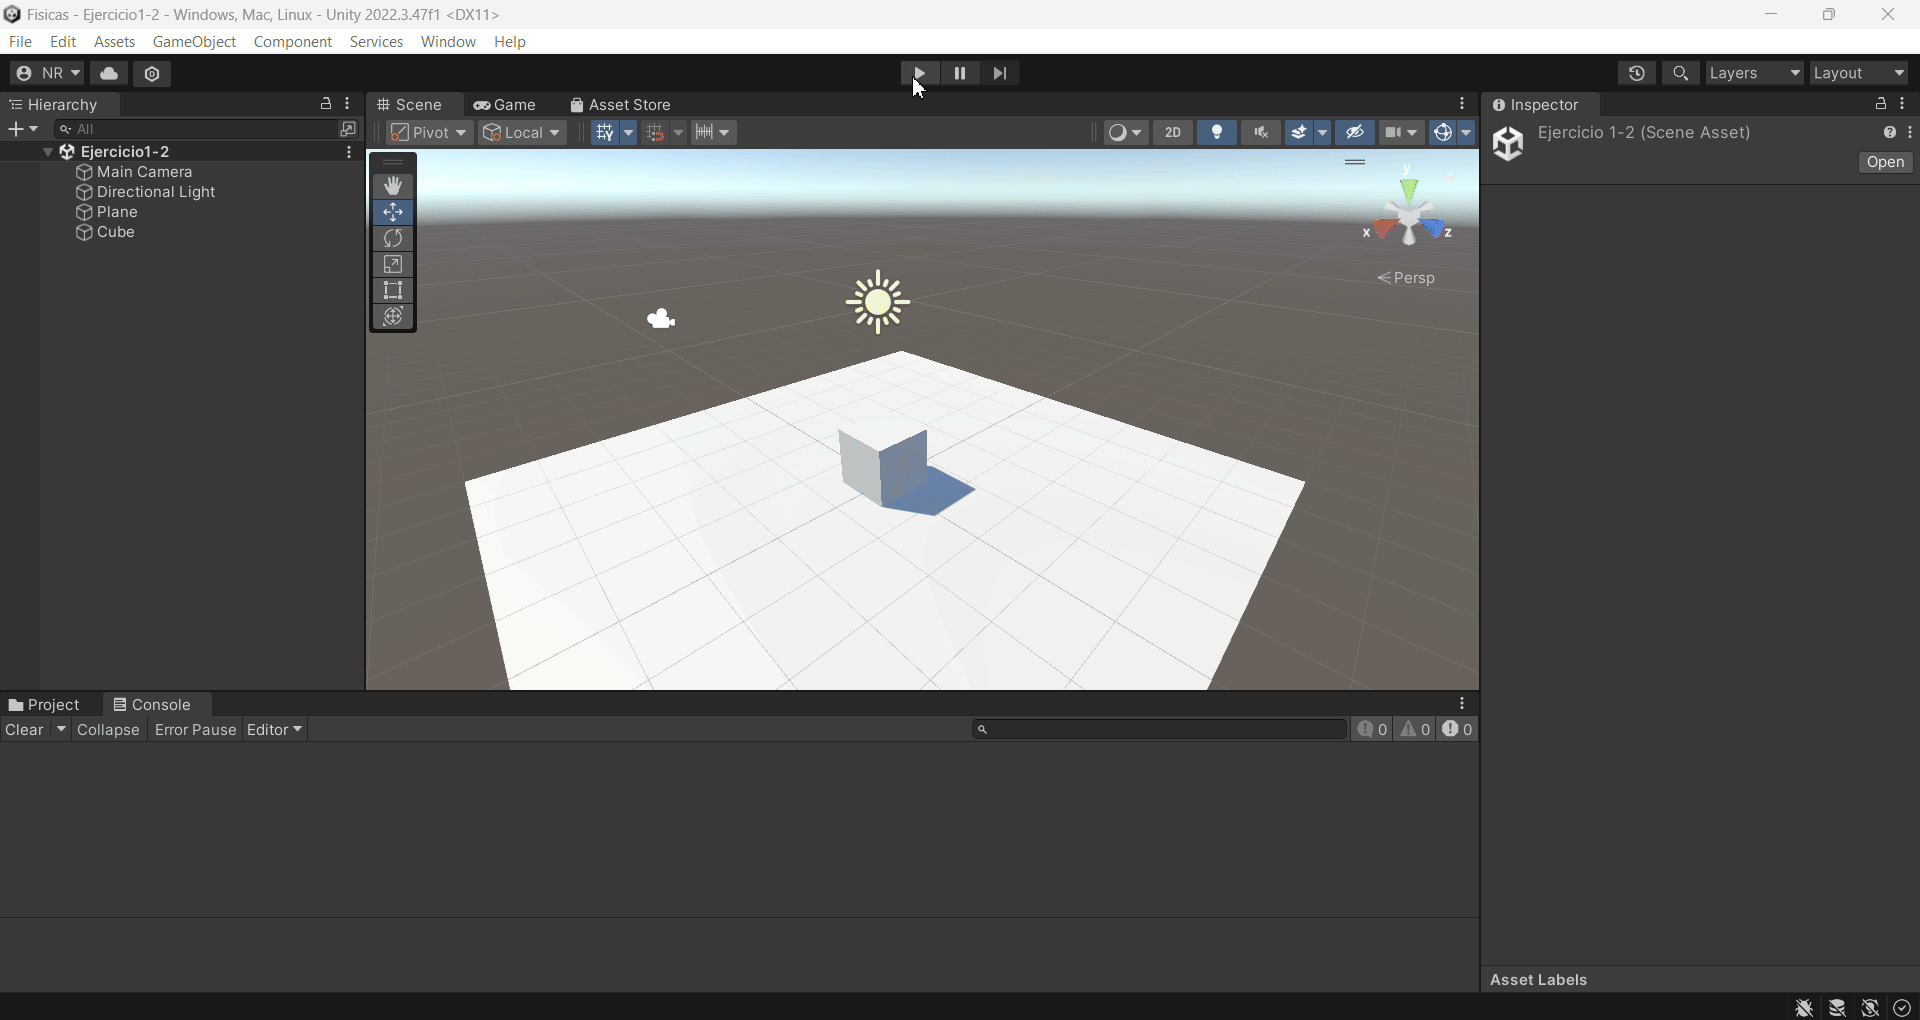 Fisicas - Ejercicio1-2 - Windows, Mac, Linux - Unity 2022.3.47f1 <DX11>
File Edit Assets GameObject Component Services Window Help
NR
Layers Layout
Hierarchy
All
Ejercicio1-2
Main Camera
Directional Light
Plane
Cube
Scene Game Asset Store
Pivot Local 2D
y
x z
Persp
Inspector
Ejercicio 1-2 (Scene Asset)
Open
Project Console
Clear Collapse Error Pause Editor 0 0 0
Asset Labels